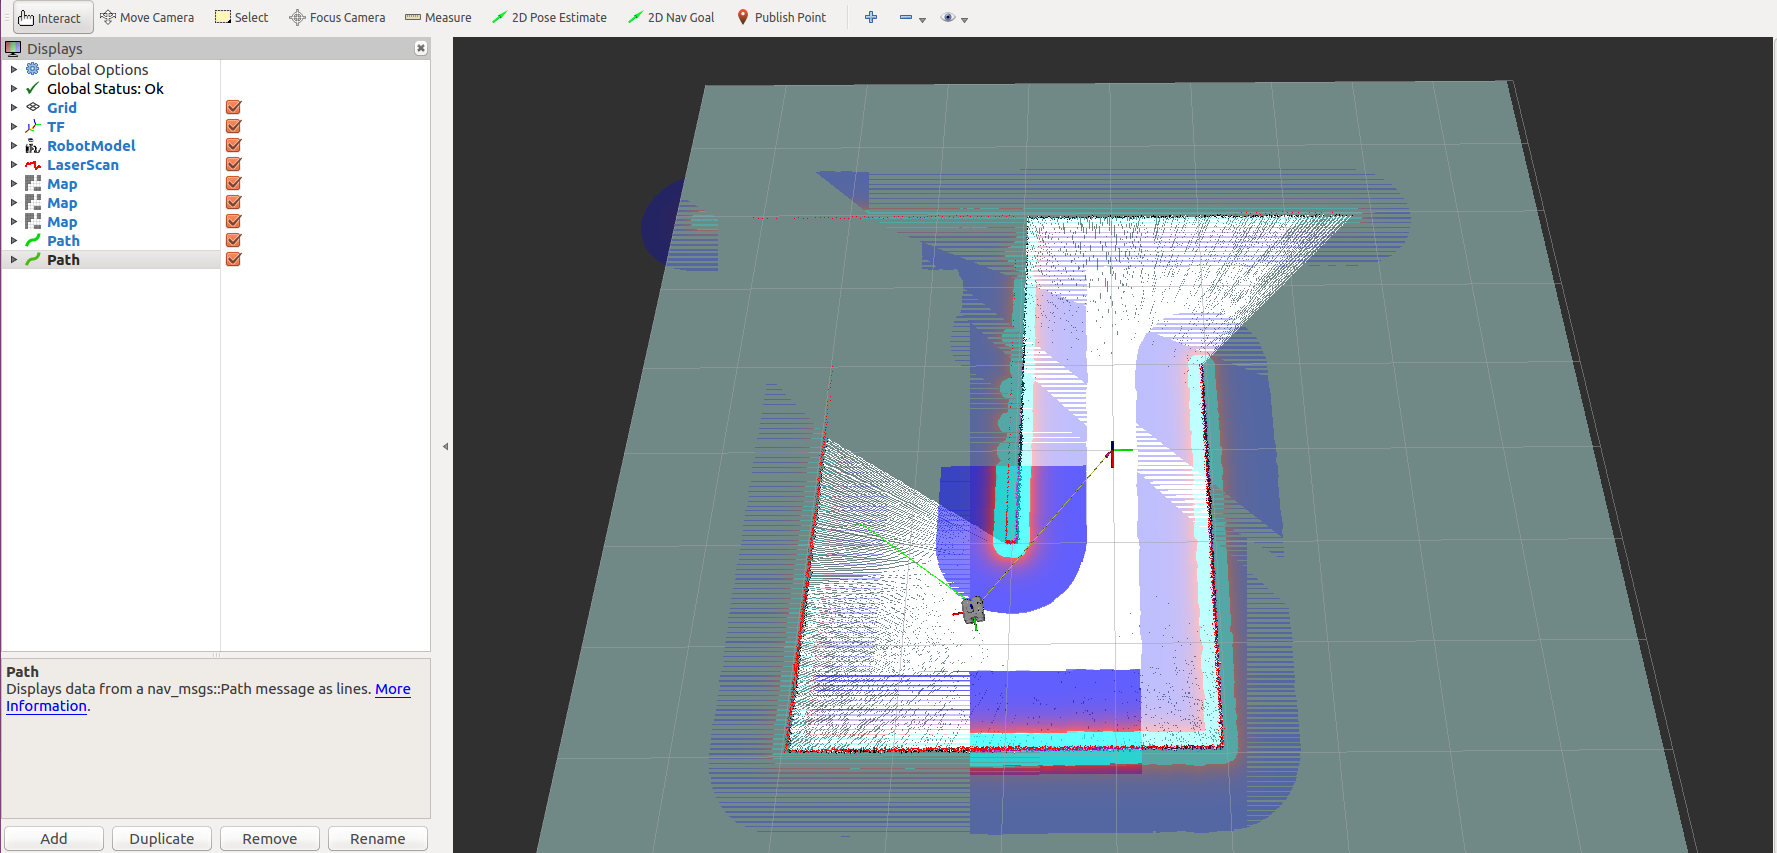 Interact Move Camera Select Focus Camera Measure 2D Pose Estimate 2D Nav Goal Publish Point
Displays
Global Options
Global Status: Ok
Grid
TF
RobotModel
LaserScan
Map
Map
Map
Path
Path
Path
Displays data from a nav_msgs::Path message as lines. More
Information.
Add Duplicate Remove Rename